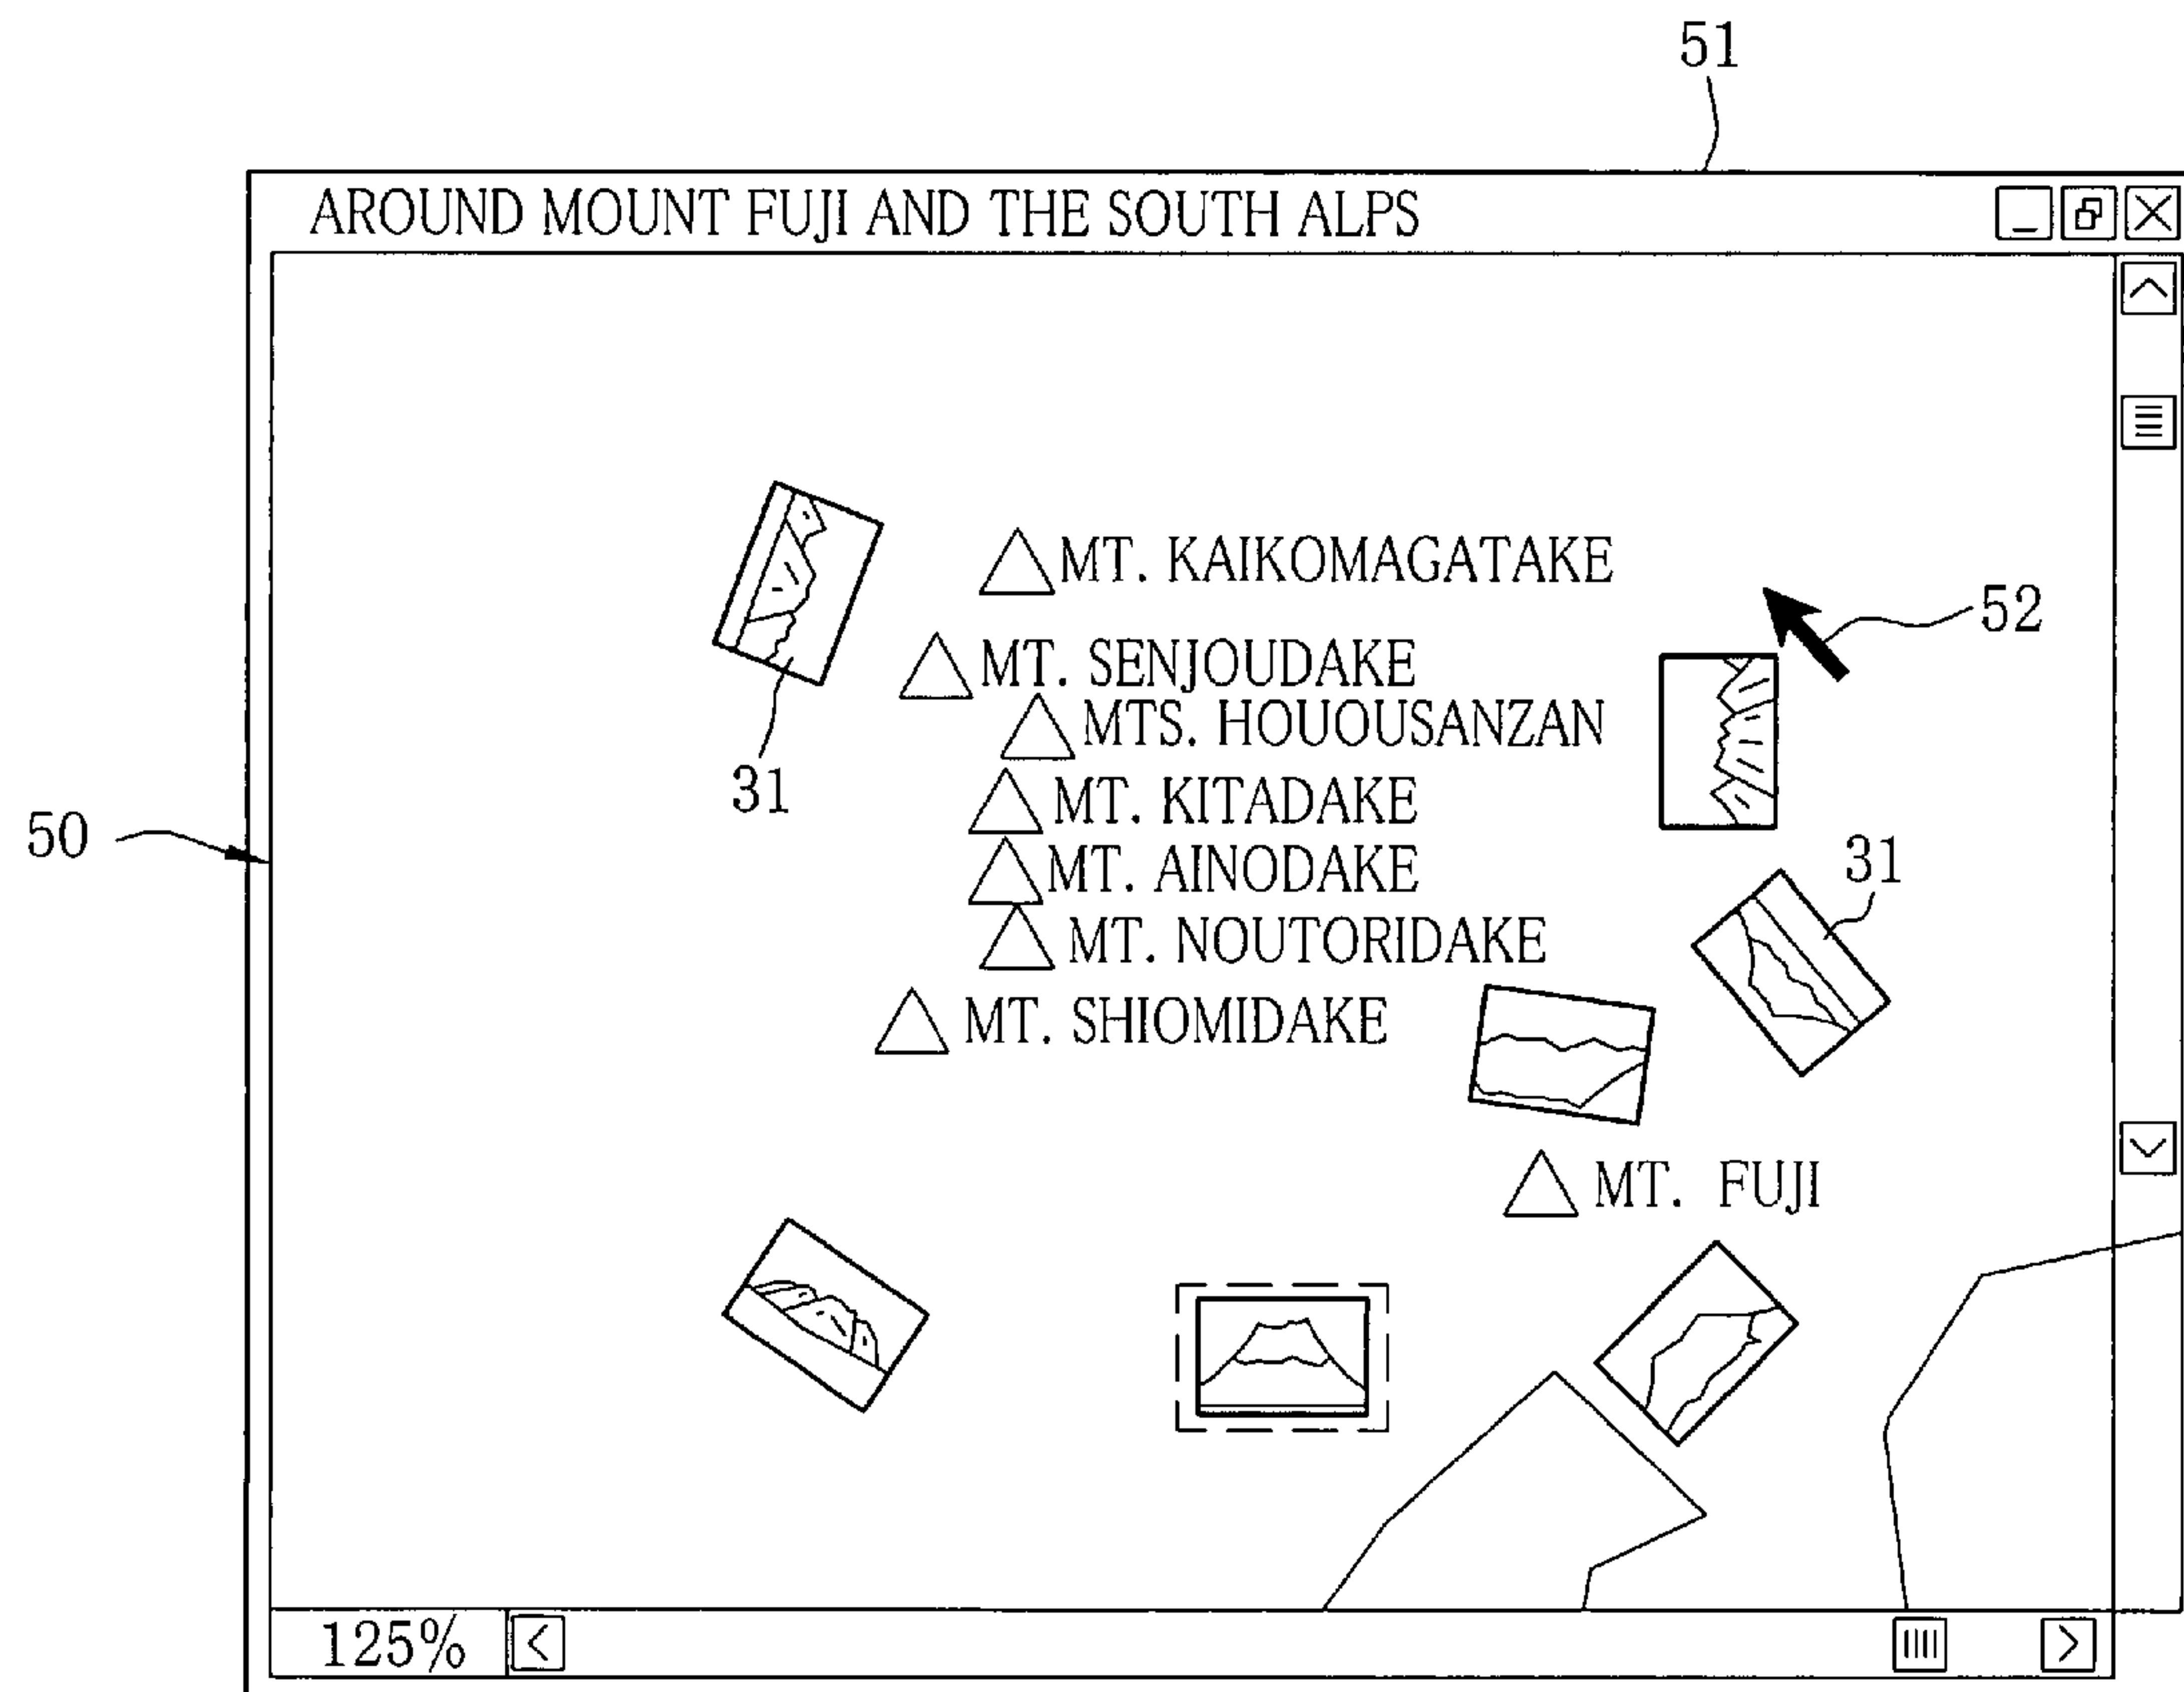 51
AROUND MOUNT FUJI AND THE SOUTH ALPS
MT. KAIKOMAGATAKE
52
MT. SENJOUDAKE
MTS. HOUOUSANZAN
31
MT. KITADAKE
50
MT. AINODAKE
31
MT. NOUTORIDAKE
MT. SHIOMIDAKE
MT. FUJI
125%